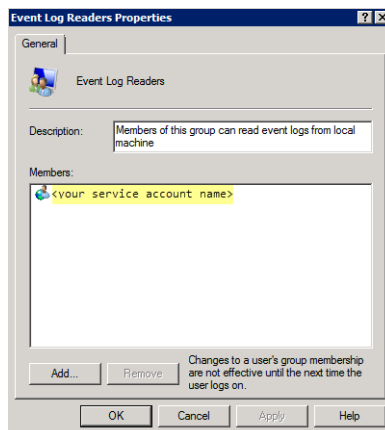 Event Log Readers Properties
General
Event Log Readers
Description:
Members of this group can read event logs from local
machine
Members:
<your service account name>
Add...
Remove
Changes to a user's group membership
are not effective until the next time the
user logs on.
OK
Cancel
Apply
Help